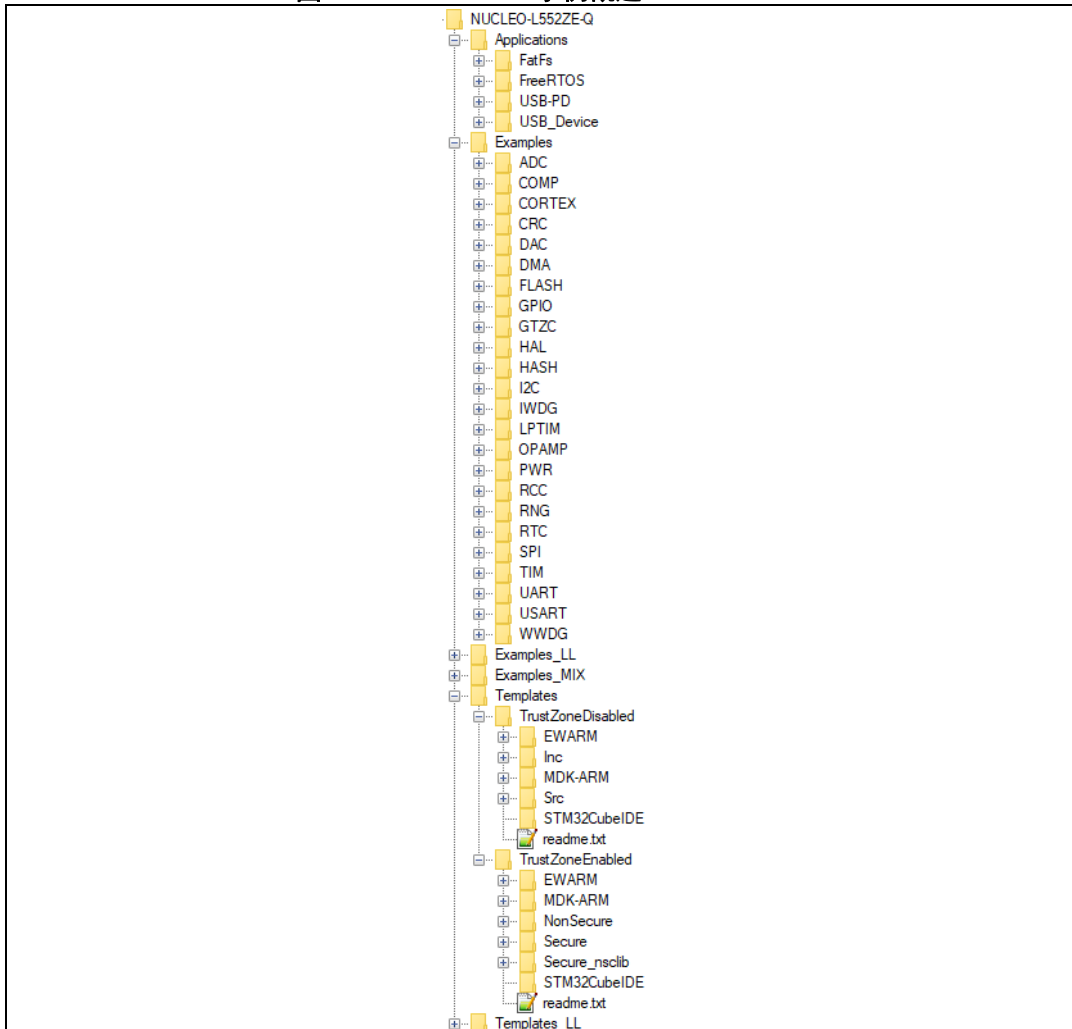 NUCLEO-L552ZE-Q
Applications
FatFs
FreeRTOS
USB-PD
USB_Device
Examples
ADC
COMP
CORTEX
CRC
DAC
DMA
FLASH
GPIO
GTZC
HAL
HASH
I2C
IWDG
LPTIM
OPAMP
PWR
RCC
RNG
RTC
SPI
TIM
UART
USART
WWDG
Examples_LL
Examples_MIX
Templates
TrustZoneDisabled
EWARM
Inc
MDK-ARM
Src
STM32CubeIDE
readme.txt
TrustZoneEnabled
EWARM
MDK-ARM
NonSecure
Secure
Secure_nsclib
STM32CubeIDE
readme.txt
Templates_LL